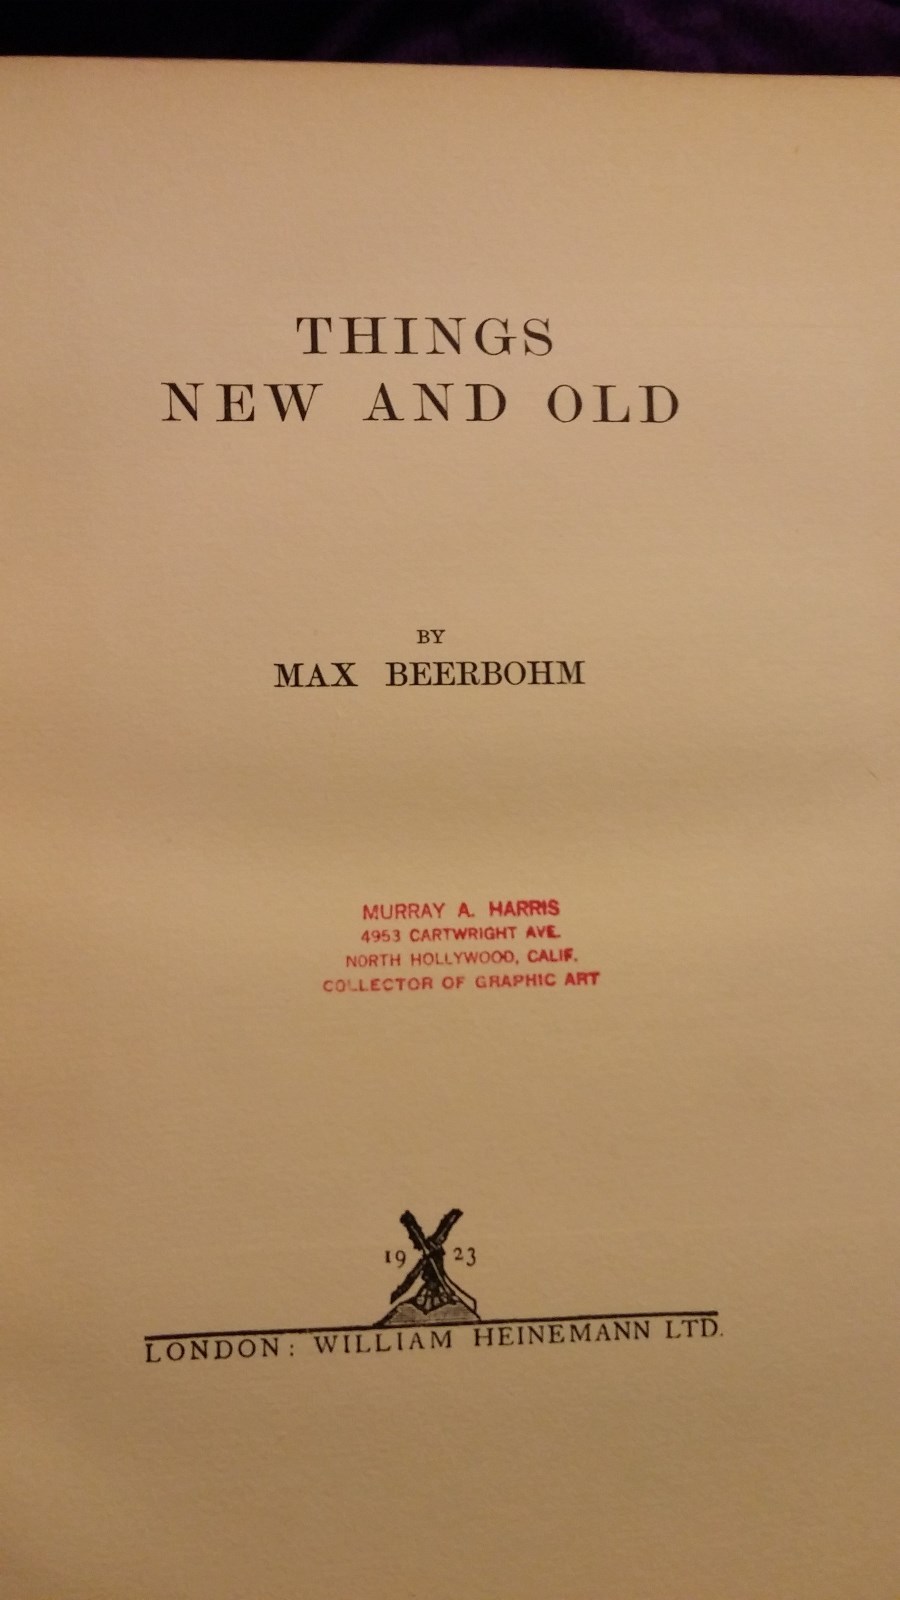 THINGS
NEW AND OLD
BY
MAX BEERBOHM
MURRAY A. HARRIS
4953 CARTWRIGHT AVE.
NORTH HOLLYWOOD, CALIF.
COLLECTOR OF GRAPHIC ART
19 23
LONDON: WILLIAM HEINEMANN LTD.